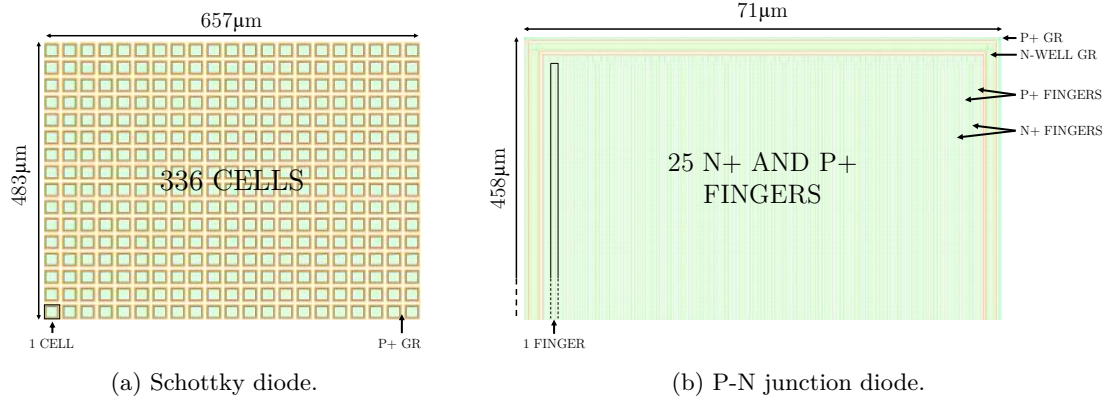 657µm
483µm
336 CELLS
1 CELL
P+ GR
(a) Schottky diode.
71µm
458µm
P+ GR
N-WELL GR
P+ FINGERS
N+ FINGERS
25 N+ AND P+
FINGERS
1 FINGER
(b) P-N junction diode.